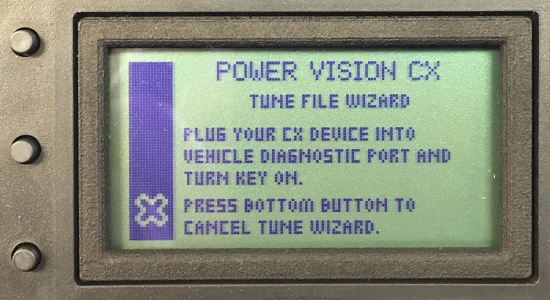 POWER VISION CX
TUNE FILE WIZARD
PLUG YOUR CX DEVICE INTO
VEHICLE DIAGNOSTIC PORT AND
TURN KEY ON.
PRESS BOTTOM BUTTON TO
CANCEL TUNE WIZARD.